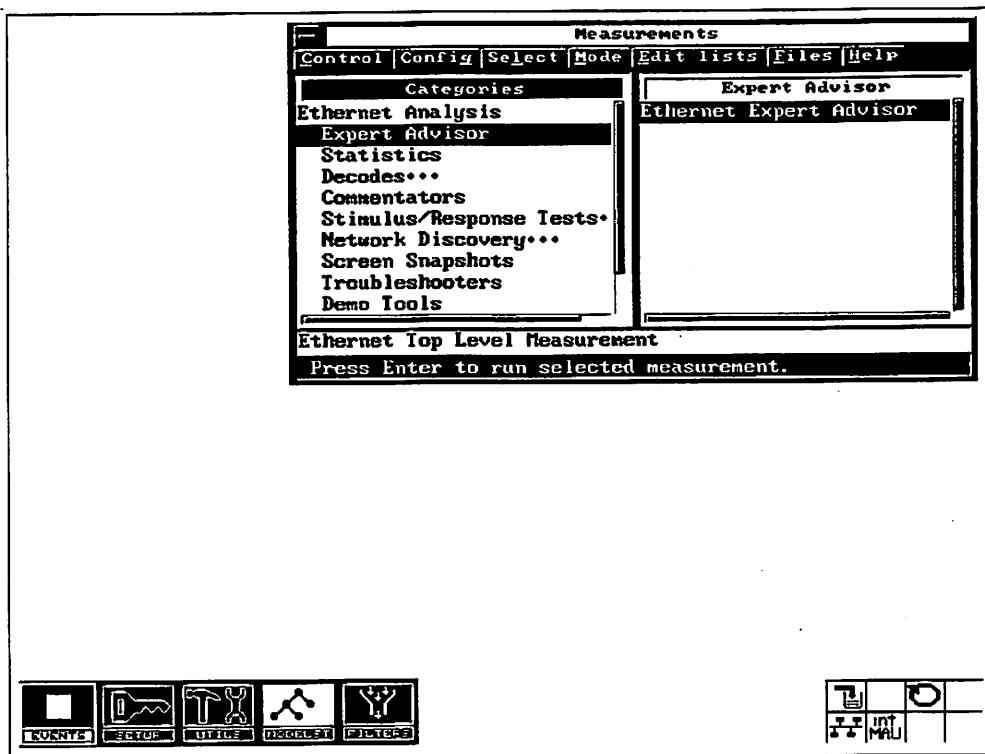 Measurements
Control Config Select Mode Edit lists Files Help
Categories
Ethernet Analysis
Expert Advisor
Statistics
Decodes•••
Commentators
Stimulus/Response Tests•
Network Discovery•••
Screen Snapshots
Troubleshooters
Demo Tools
Expert Advisor
Ethernet Expert Advisor
Ethernet Top Level Measurement
Press Enter to run selected measurement.
EVENTS SETUP FILTERS
int
MAU